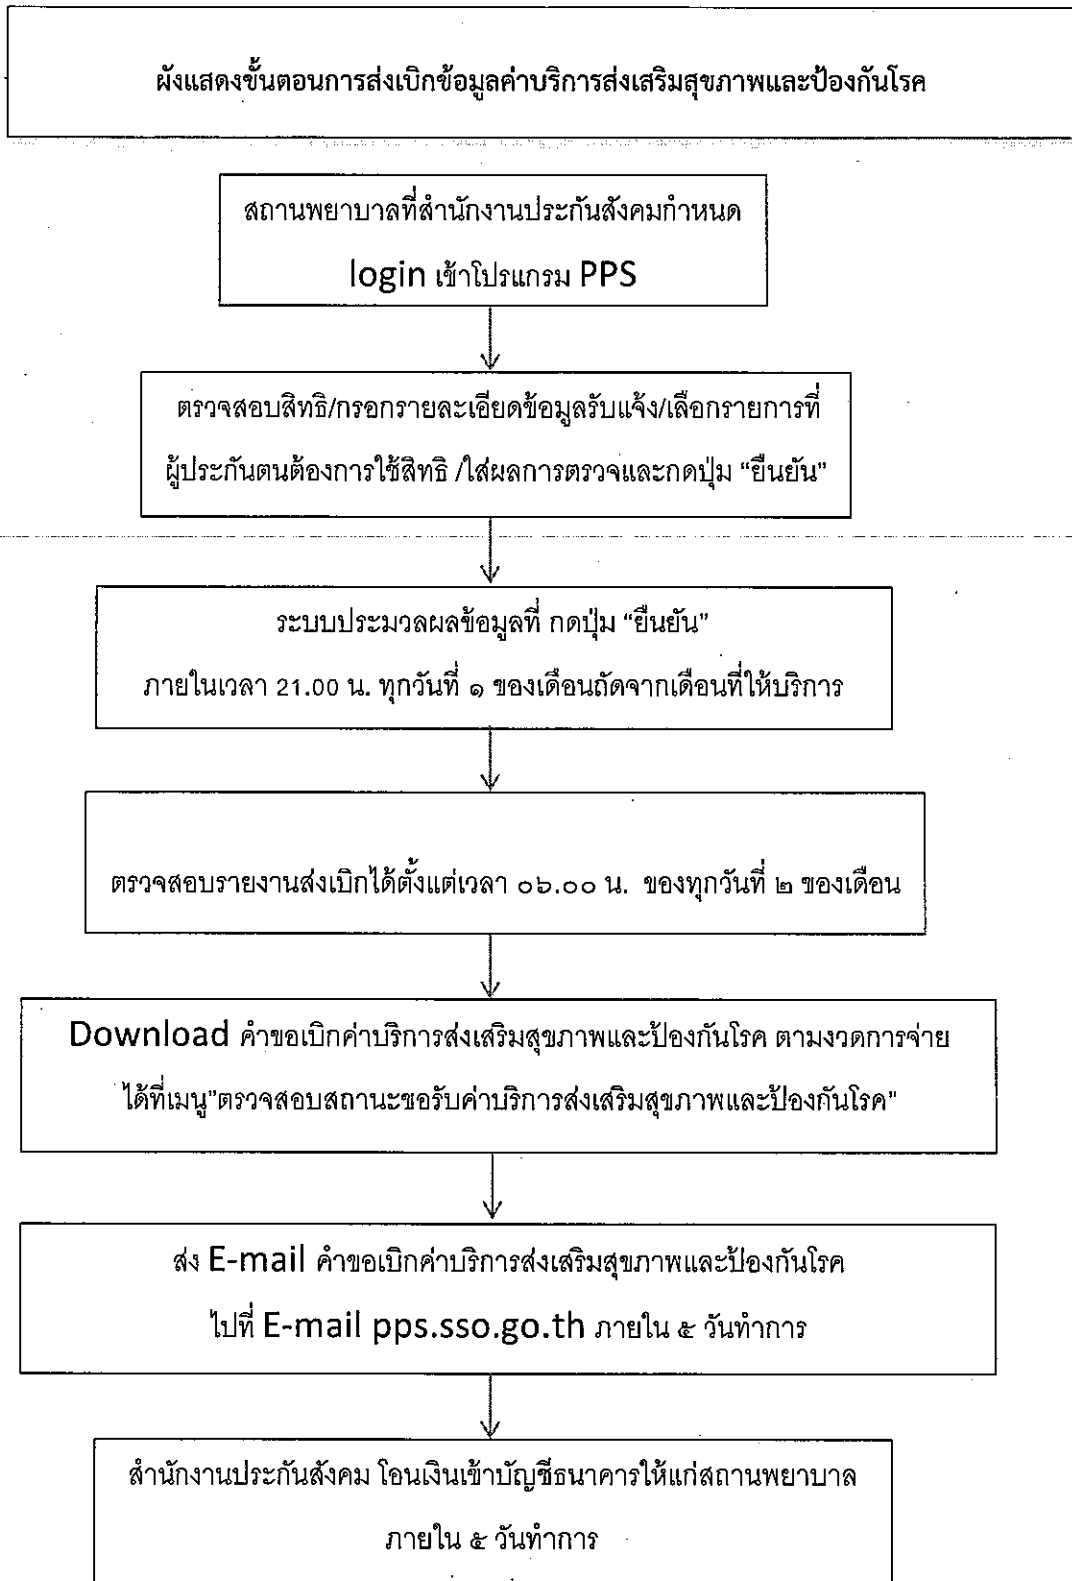 ผังแสดงขั้นตอนการส่งเบิกข้อมูลค่าบริการส่งเสริมสุขภาพและป้องกันโรค
สถานพยาบาลที่สำนักงานประกันสังคมกำหนด
login เข้าโปรแกรม PPS
ตรวจสอบสิทธิ/กรอกรายละเอียดข้อมูลรับแจ้ง/เลือกรายการที่
ผู้ประกันตนต้องการใช้สิทธิ /ใส่ผลการตรวจและกดปุ่ม “ยืนยัน”
ระบบประมวลผลข้อมูลที่ กดปุ่ม “ยืนยัน”
ภายในเวลา 21.00 น. ทุกวันที่ ๑ ของเดือนถัดจากเดือนที่ให้บริการ
ตรวจสอบรายงานส่งเบิกได้ตั้งแต่เวลา ๐๖.๐๐ น. ของทุกวันที่ ๒ ของเดือน
Download คำขอเบิกค่าบริการส่งเสริมสุขภาพและป้องกันโรค ตามงวดการจ่าย
ได้ที่เมนู”ตรวจสอบสถานะขอรับค่าบริการส่งเสริมสุขภาพและป้องกันโรค”
ส่ง E-mail คำขอเบิกค่าบริการส่งเสริมสุขภาพและป้องกันโรค
ไปที่ E-mail pps.sso.go.th ภายใน ๕ วันทำการ
สำนักงานประกันสังคม โอนเงินเข้าบัญชีธนาคารให้แก่สถานพยาบาล
ภายใน ๕ วันทำการ